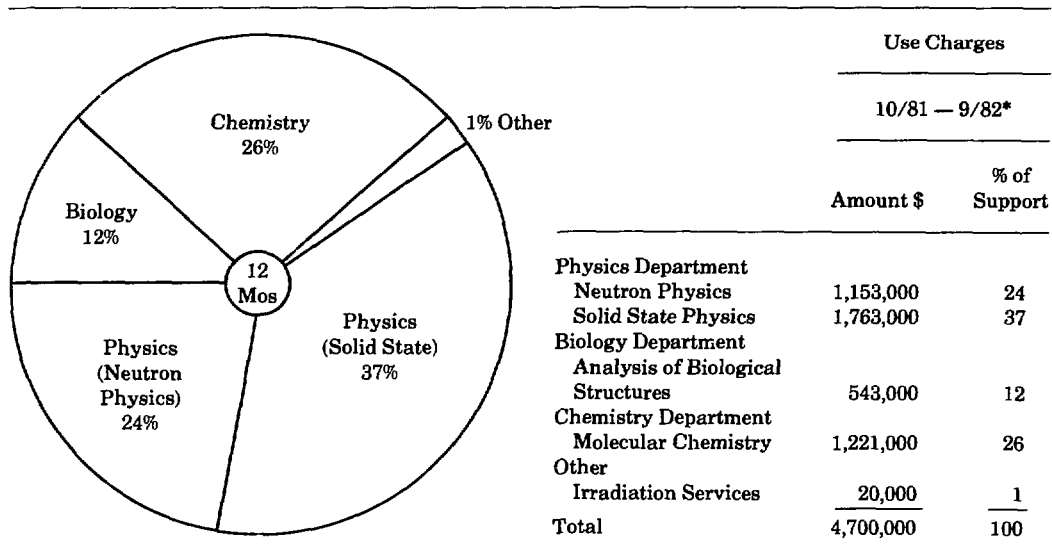 Chemistry
26%
1% Other
Biology
12%
12
Mos
Physics
(Solid State)
37%
Physics
(Neutron
Physics)
24%
Use Charges
10/81 — 9/82*
Amount $ % of Support
Physics Department
Neutron Physics 1,153,000 24
Solid State Physics 1,763,000 37
Biology Department
Analysis of Biological
Structures 543,000 12
Chemistry Department
Molecular Chemistry 1,221,000 26
Other
Irradiation Services 20,000 1
Total 4,700,000 100